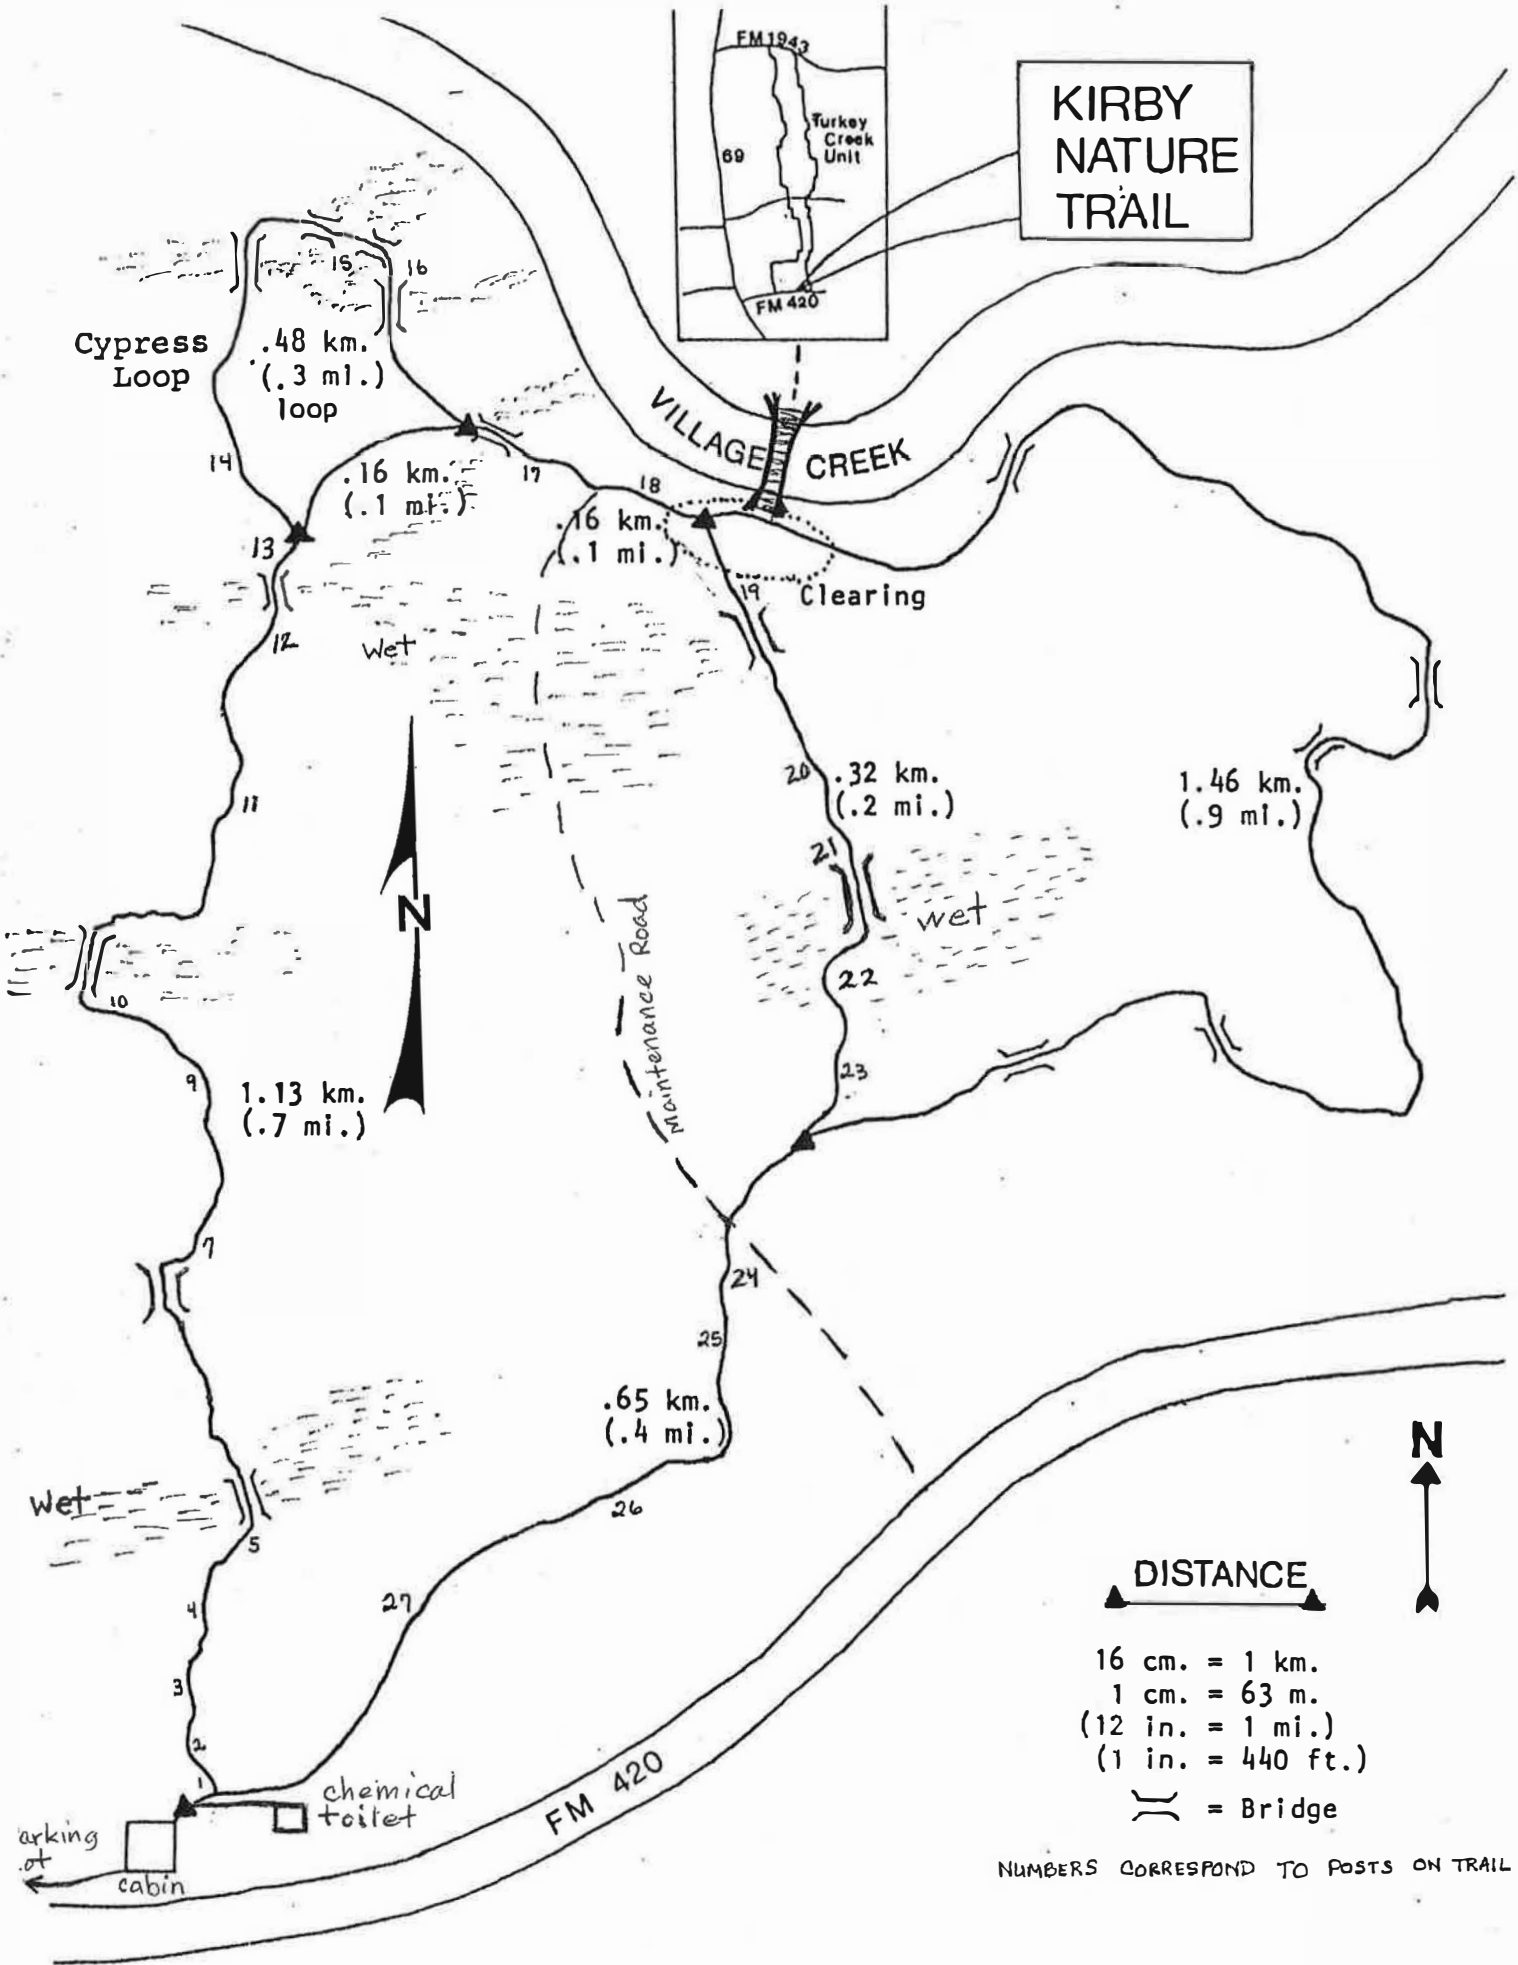 FM 1943
Turkey
Creek
Unit
69
FM 420
KIRBY
NATURE
TRAIL
15
16
Cypress
Loop
.48 km.
(.3 mi.)
loop
VILLAGE CREEK
14
.16 km.
(.1 mi.)
17
18
.16 km.
(.1 mi.)
13
19
Clearing
12
wet
11
20
.32 km.
(.2 mi.)
1.46 km.
(.9 mi.)
21
N
wet
Maintenance Road
22
10
9
23
1.13 km.
(.7 mi.)
7
24
25
.65 km.
(.4 mi.)
wet
5
26
4
27
3
2
1
chemical
toilet
arking
ot
cabin
FM 420
N
DISTANCE
16 cm. = 1 km.
1 cm. = 63 m.
(12 in. = 1 mi.)
(1 in. = 440 ft.)
= Bridge
NUMBERS CORRESPOND TO POSTS ON TRAIL